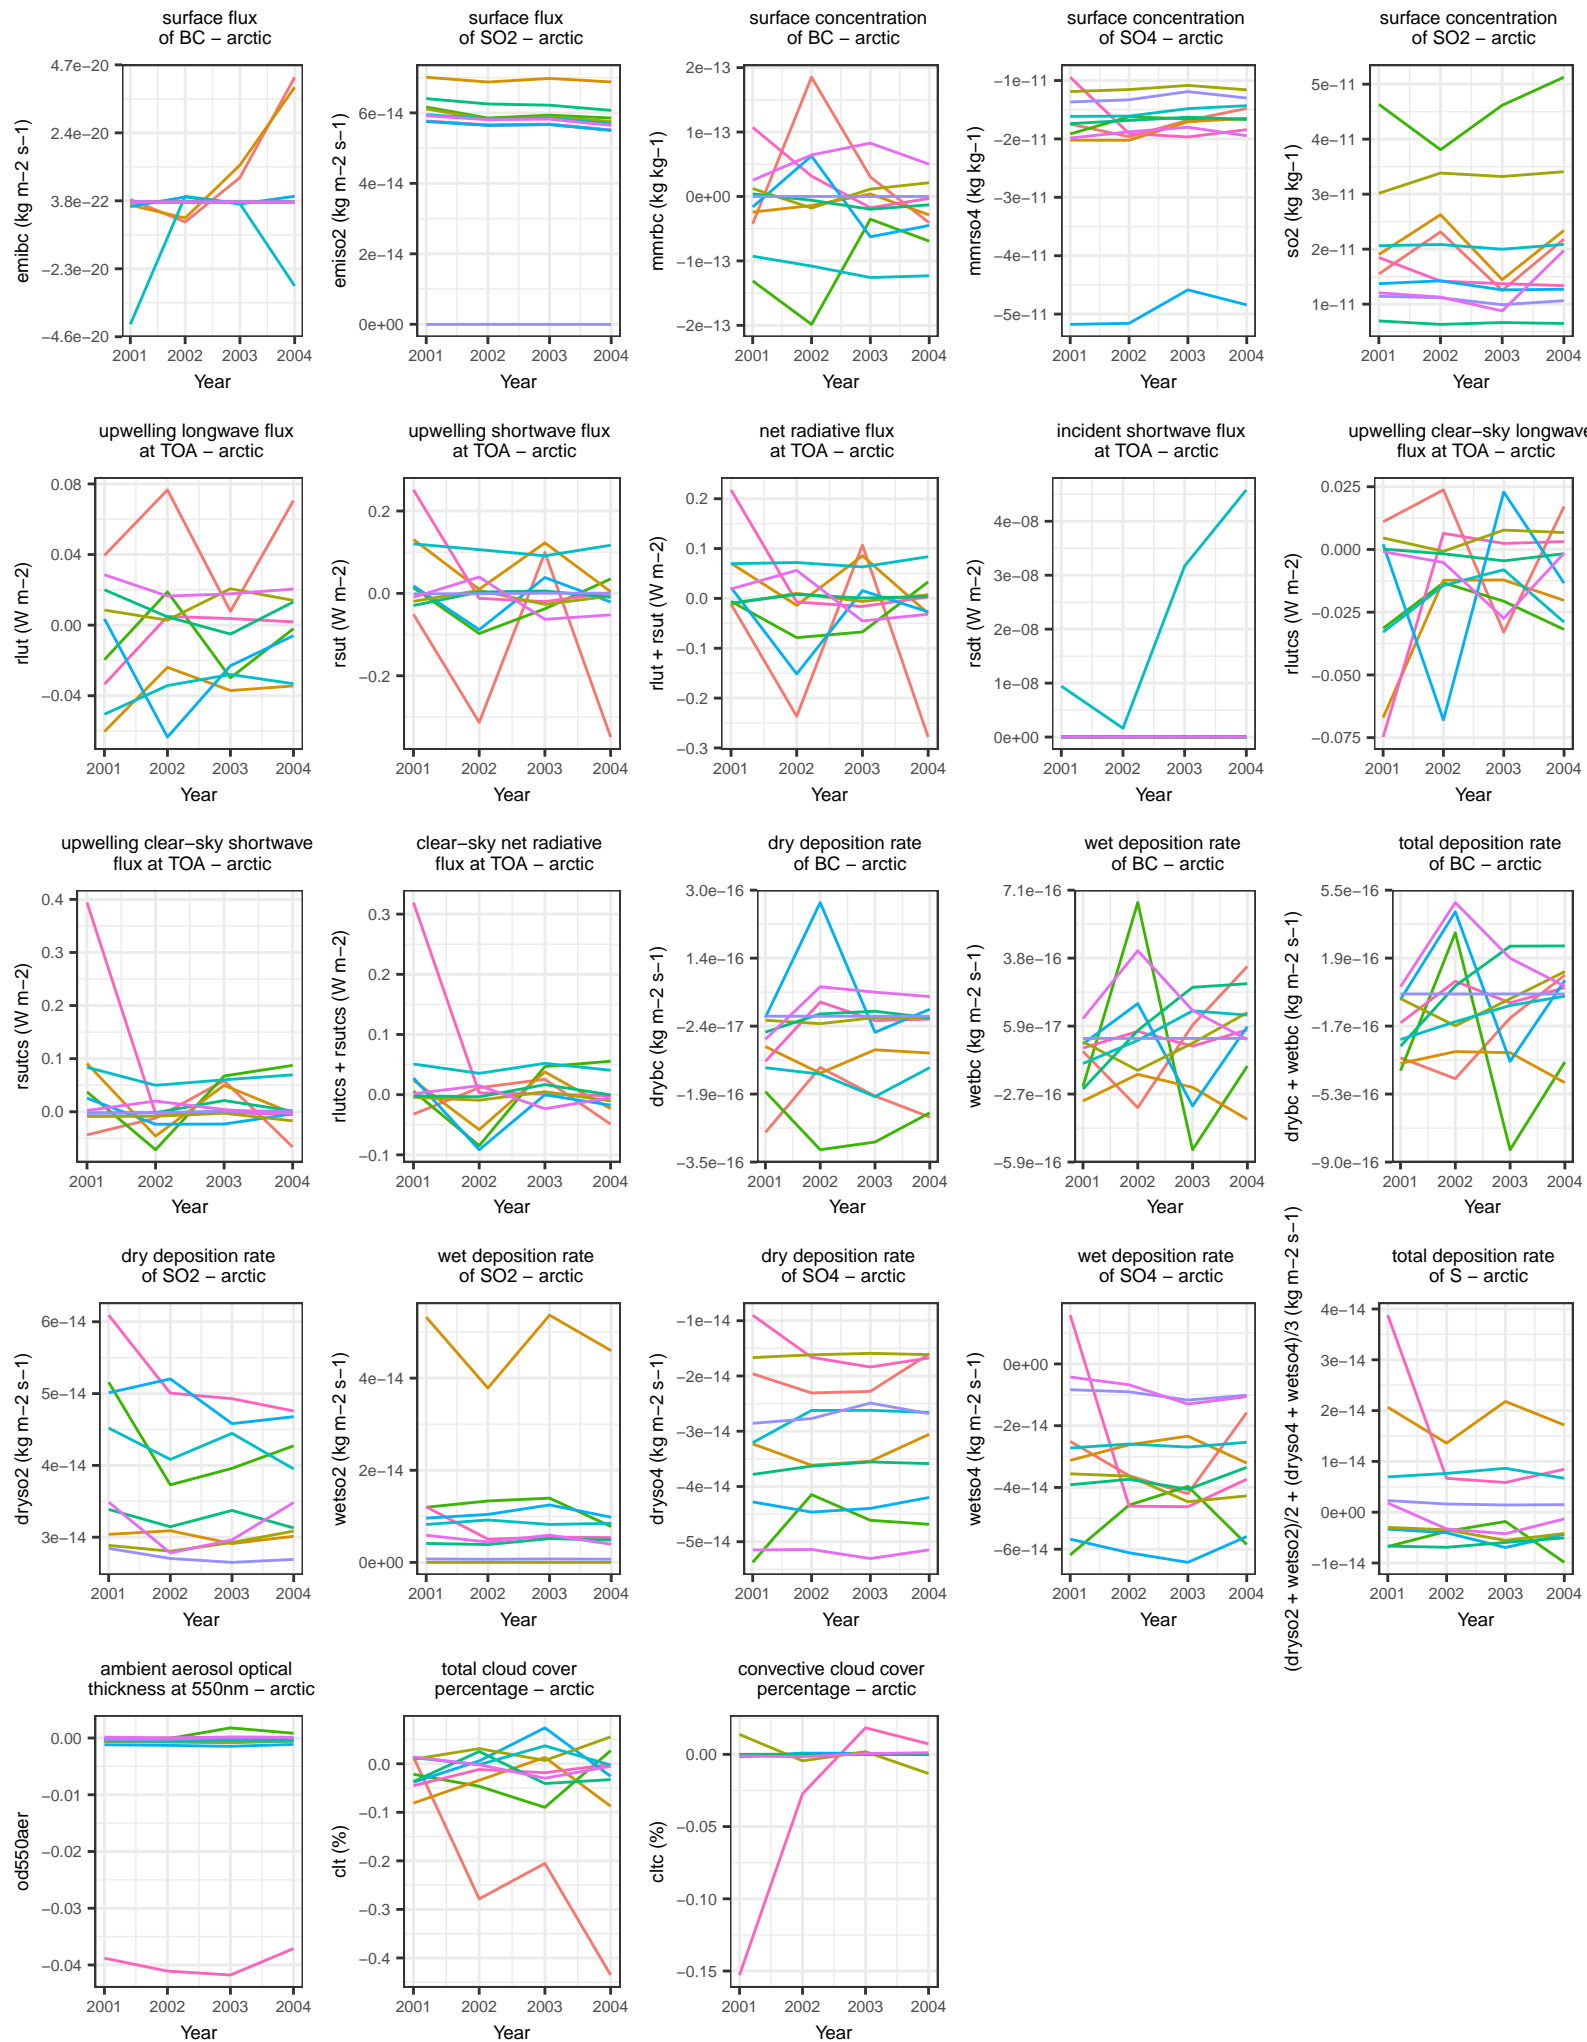 surface flux
of BC − arctic
emibc (kg m−2 s−1)
4.7e−20
2.4e−20
3.8e−22
−2.3e−20
−4.6e−20
2001 2002 2003 2004
Year
surface flux
of SO2 − arctic
emiso2 (kg m−2 s−1)
6e−14
4e−14
2e−14
0e+00
2001 2002 2003 2004
Year
surface concentration
of BC − arctic
mmrbc (kg kg−1)
2e−13
1e−13
0e+00
−1e−13
−2e−13
2001 2002 2003 2004
Year
surface concentration
of SO4 − arctic
mmrso4 (kg kg−1)
−1e−11
−2e−11
−3e−11
−4e−11
−5e−11
2001 2002 2003 2004
Year
surface concentration
of SO2 − arctic
so2 (kg kg−1)
5e−11
4e−11
3e−11
2e−11
1e−11
2001 2002 2003 2004
Year
upwelling longwave flux
at TOA − arctic
rlut (W m−2)
0.08
0.04
0.00
−0.04
2001 2002 2003 2004
Year
upwelling shortwave flux
at TOA − arctic
rsut (W m−2)
0.2
0.0
−0.2
2001 2002 2003 2004
Year
net radiative flux
at TOA − arctic
rlut + rsut (W m−2)
0.2
0.1
0.0
−0.1
−0.2
−0.3
2001 2002 2003 2004
Year
incident shortwave flux
at TOA − arctic
rsdt (W m−2)
4e−08
3e−08
2e−08
1e−08
0e+00
2001 2002 2003 2004
Year
upwelling clear−sky longwave
flux at TOA − arctic
rlutcs (W m−2)
0.025
0.000
−0.025
−0.050
−0.075
2001 2002 2003 2004
Year
upwelling clear−sky shortwave
flux at TOA − arctic
rsutcs (W m−2)
0.4
0.3
0.2
0.1
0.0
2001 2002 2003 2004
Year
clear−sky net radiative
flux at TOA − arctic
rlutcs + rsutcs (W m−2)
0.3
0.2
0.1
0.0
−0.1
2001 2002 2003 2004
Year
dry deposition rate
of BC − arctic
drybc (kg m−2 s−1)
3.0e−16
1.4e−16
−2.4e−17
−1.9e−16
−3.5e−16
2001 2002 2003 2004
Year
wet deposition rate
of BC − arctic
wetbc (kg m−2 s−1)
7.1e−16
3.8e−16
5.9e−17
−2.7e−16
−5.9e−16
2001 2002 2003 2004
Year
total deposition rate
of BC − arctic
drybc + wetbc (kg m−2 s−1)
5.5e−16
1.9e−16
−1.7e−16
−5.3e−16
−9.0e−16
2001 2002 2003 2004
Year
dry deposition rate
of SO2 − arctic
dryso2 (kg m−2 s−1)
6e−14
5e−14
4e−14
3e−14
2001 2002 2003 2004
Year
wet deposition rate
of SO2 − arctic
wetso2 (kg m−2 s−1)
4e−14
2e−14
0e+00
2001 2002 2003 2004
Year
dry deposition rate
of SO4 − arctic
dryso4 (kg m−2 s−1)
−1e−14
−2e−14
−3e−14
−4e−14
−5e−14
2001 2002 2003 2004
Year
wet deposition rate
of SO4 − arctic
wetso4 (kg m−2 s−1)
0e+00
−2e−14
−4e−14
−6e−14
2001 2002 2003 2004
Year
total deposition rate
of S − arctic
(dryso2 + wetso2)/2 + (dryso4 + wetso4)/3 (kg m−2 s−1)
4e−14
3e−14
2e−14
1e−14
0e+00
−1e−14
2001 2002 2003 2004
Year
ambient aerosol optical
thickness at 550nm − arctic
od550aer
0.00
−0.01
−0.02
−0.03
−0.04
2001 2002 2003 2004
Year
total cloud cover
percentage − arctic
clt (%)
0.0
−0.1
−0.2
−0.3
−0.4
2001 2002 2003 2004
Year
convective cloud cover
percentage − arctic
cltc (%)
0.00
−0.05
−0.10
−0.15
2001 2002 2003 2004
Year